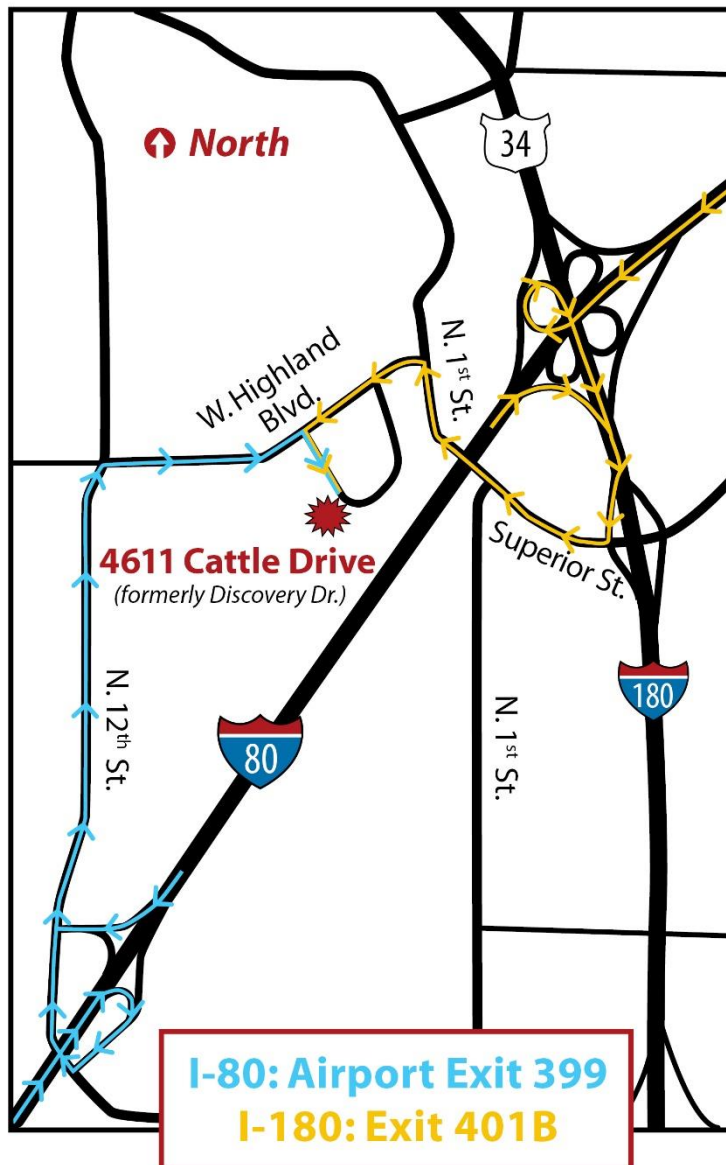 North
34
W. Highland
Blvd.
N. 1st St.
4611 Cattle Drive
(formerly Discovery Dr.)
Superior St.
N. 12th St.
80
N. 1st St.
180
I-80: Airport Exit 399
I-180: Exit 401B